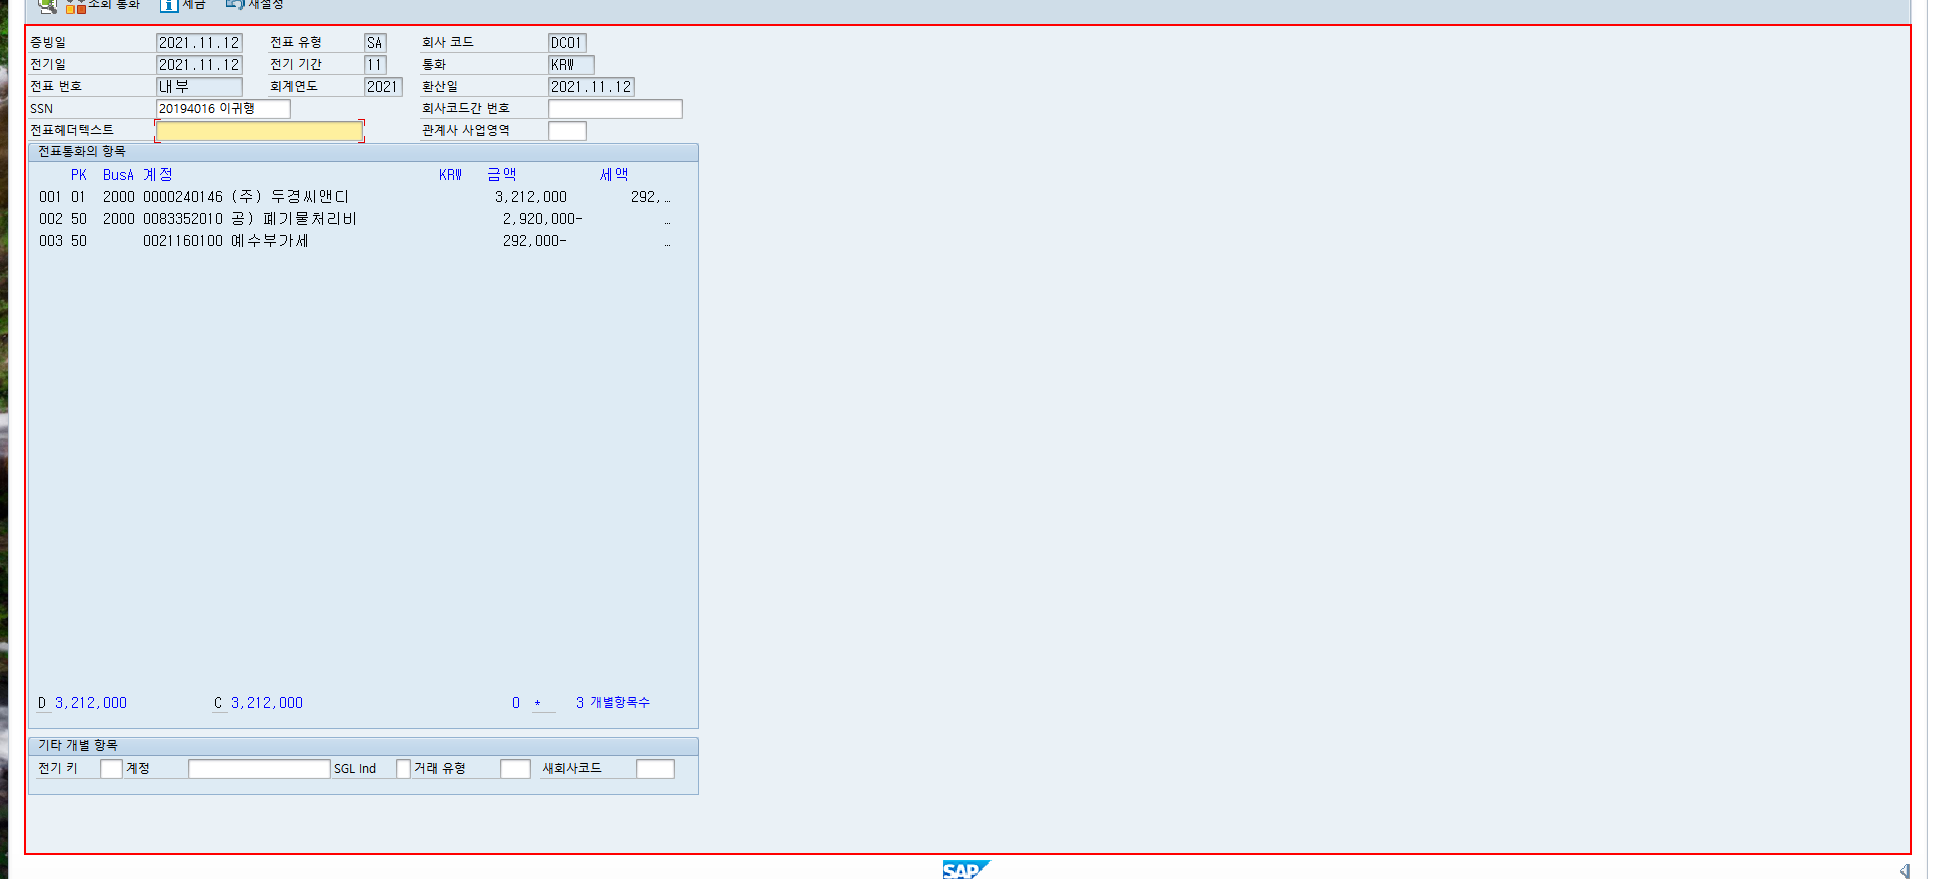 조회 통화 세금 재설정
증빙일 2021.11.12 전표 유형 SA 회사 코드 DC01
전기일 2021.11.12 전기 기간 11 통화 KRW
전표 번호 내부 회계연도 2021 환산일 2021.11.12
SSN 20194016 이귀행 회사코드간 번호
전표헤더텍스트 관계사 사업영역
전표통화의 항목
PK BusA 계정 KRW 금액 세액
001 01 2000 0000240146 (주) 두경씨앤디 3,212,000 292,…
002 50 2000 0083352010 공) 폐기물처리비 2,920,000- …
003 50 0021160100 예수부가세 292,000- …
D 3,212,000 C 3,212,000 0 * 3 개별항목수
기타 개별 항목
전기 키 계정 SGL Ind 거래 유형 새회사코드
SAP